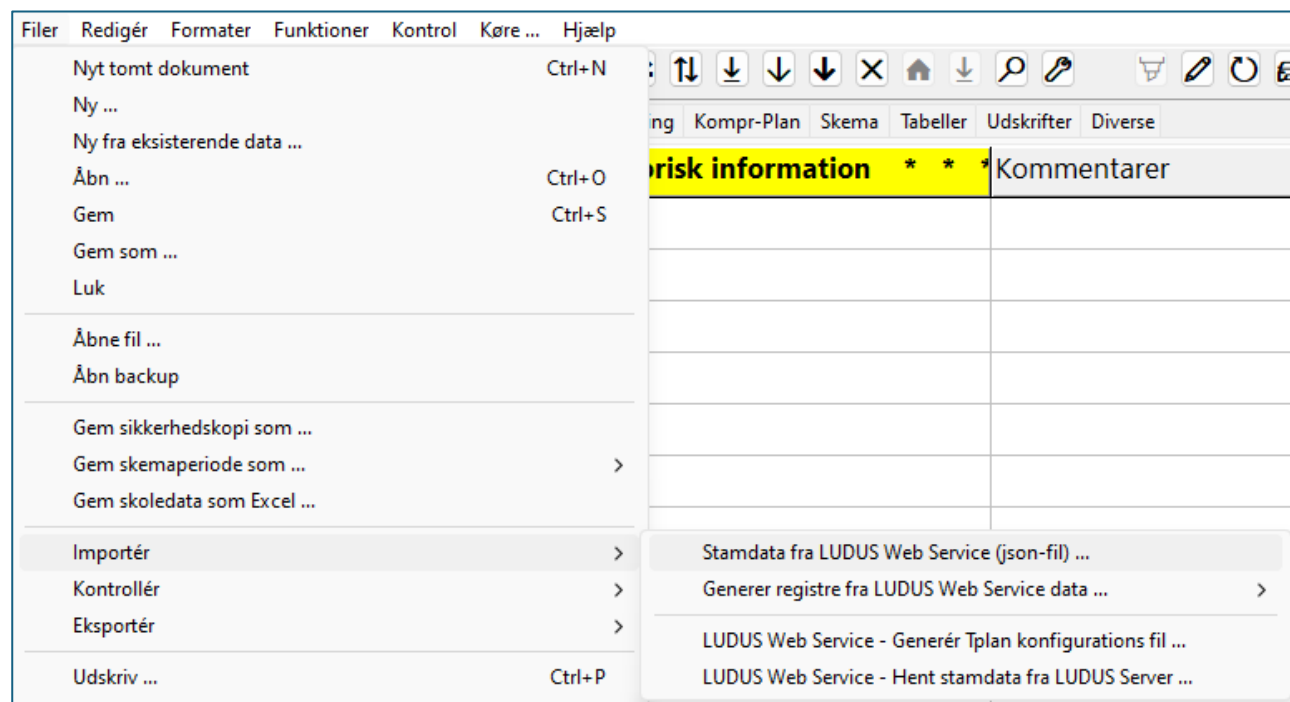 Filer Redigér Formater Funktioner Kontrol Køre ... Hjælp
Nyt tomt dokument Ctrl+N
Ny ...
Kompr-Plan Skema Tabeller Udskrifter Diverse
Ny fra eksisterende data ...
information * * * Kommentarer
Åbn ... Ctrl+O
Gem Ctrl+S
Gem som ...
Luk
Åbne fil ...
Åbn backup
Gem sikkerhedskopi som ...
Gem skemaperiode som ... >
Gem skoledata som Excel ...
Importér > Stamdata fra LUDUS Web Service (json-fil) ...
Kontrollér > Generer registre fra LUDUS Web Service data ... >
Eksportér > LUDUS Web Service - Generér Tplan konfigurations fil ...
Udskriv ... Ctrl+P LUDUS Web Service - Hent stamdata fra LUDUS Server ...